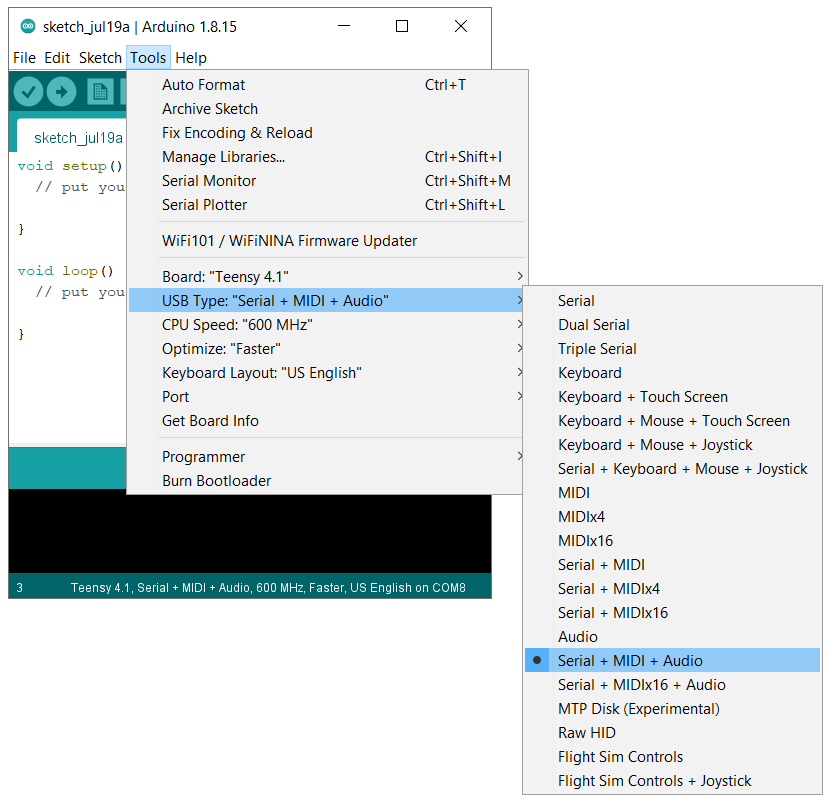 sketch_jul19a | Arduino 1.8.15
File Edit Sketch Tools Help
sketch_jul19a
void setup()
// put you
}
void loop()
// put you
}
Auto Format Ctrl+T
Archive Sketch
Fix Encoding & Reload
Manage Libraries... Ctrl+Shift+I
Serial Monitor Ctrl+Shift+M
Serial Plotter Ctrl+Shift+L
WiFi101 / WiFiNINA Firmware Updater
Board: "Teensy 4.1"
USB Type: "Serial + MIDI + Audio"
CPU Speed: "600 MHz"
Optimize: "Faster"
Keyboard Layout: "US English"
Port
Get Board Info
Programmer
Burn Bootloader
Serial
Dual Serial
Triple Serial
Keyboard
Keyboard + Touch Screen
Keyboard + Mouse + Touch Screen
Keyboard + Mouse + Joystick
Serial + Keyboard + Mouse + Joystick
MIDI
MIDIx4
MIDIx16
Serial + MIDI
Serial + MIDIx4
Serial + MIDIx16
Audio
Serial + MIDI + Audio
Serial + MIDIx16 + Audio
MTP Disk (Experimental)
Raw HID
Flight Sim Controls
Flight Sim Controls + Joystick
3 Teensy 4.1, Serial + MIDI + Audio, 600 MHz, Faster, US English on COM8